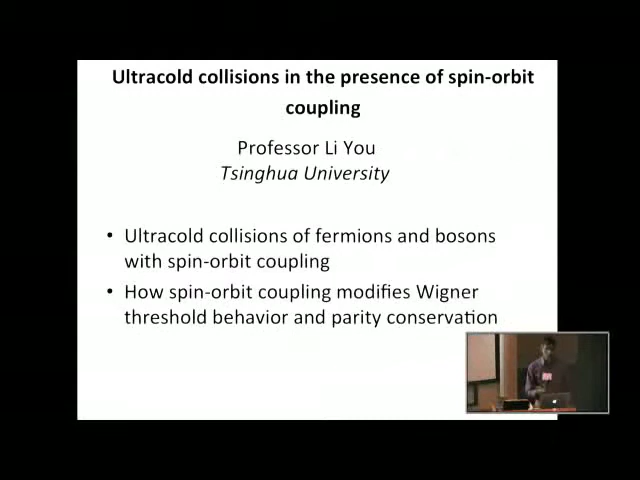 Ultracold collisions in the presence of spin-orbit
coupling
Professor Li You
Tsinghua University
• Ultracold collisions of fermions and bosons
with spin-orbit coupling
• How spin-orbit coupling modifies Wigner
threshold behavior and parity conservation